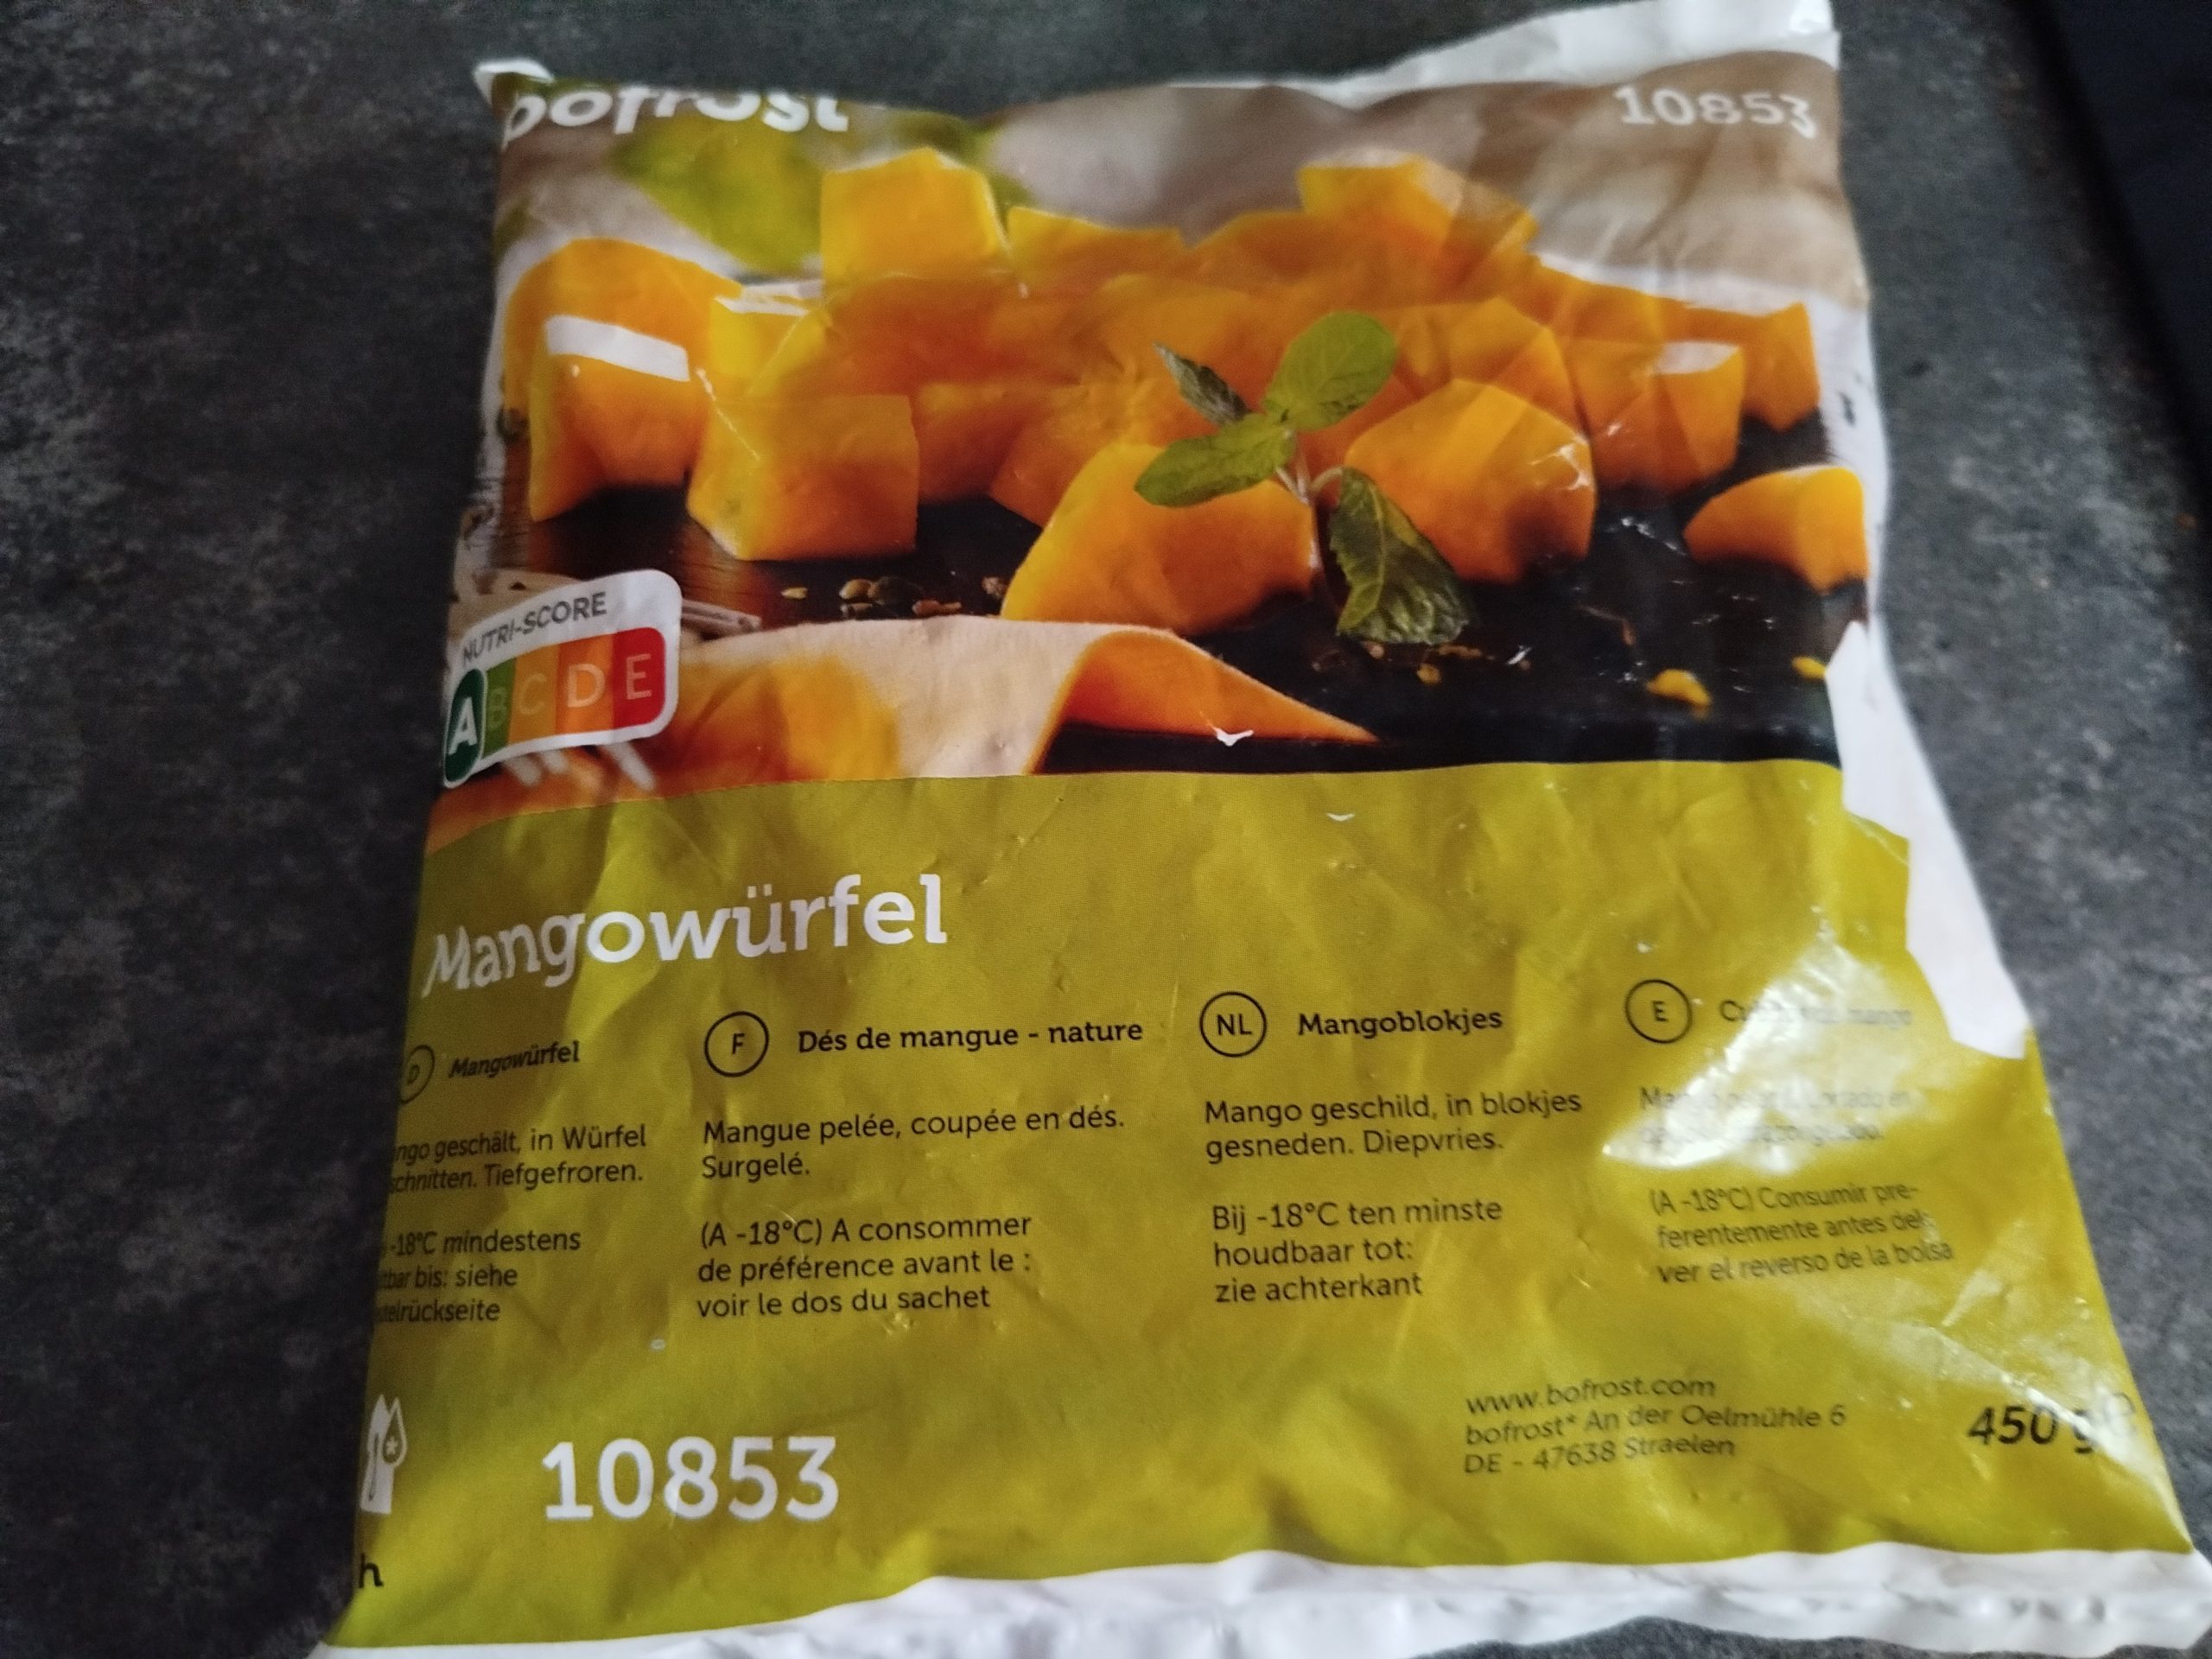 bofrost
10853
NUTRI-SCORE
A B C D E
Mangowürfel
D Mangowürfel
geschält, in Würfel
Tiefgefroren.
-18°C mindestens
bis: siehe
F Dés de mangue - nature
Mangue pelée, coupée en dés.
Surgelé.
(A -18°C) A consommer
de préférence avant le :
voir le dos du sachet
NL Mangoblokjes
Mango geschild, in blokjes
gesneden. Diepvries.
Bij -18°C ten minste
houdbaar tot:
zie achterkant
E
(A -18°C) Consumir pre-
ferentemente antes del:
ver el reverso de la bolsa
10853
www.bofrost.com
bofrost* An der Oelmühle 6
DE - 47638 Straelen
450 g e
h